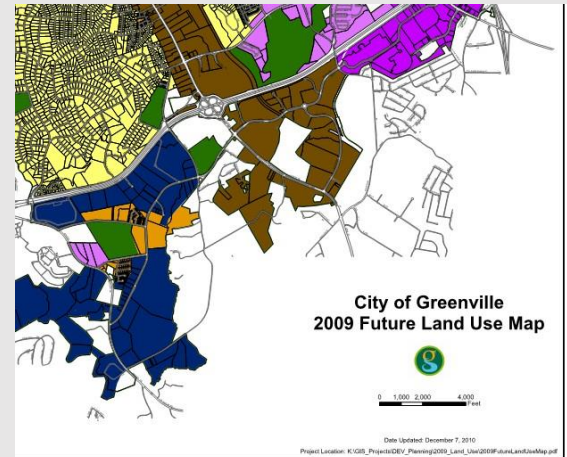 City of Greenville
2009 Future Land Use Map
g
0 1,000 2,000 4,000
Feet
Date Updated: December 7, 2010
Project Location: K:\GIS_Projects\DEV_Planning\2009_Land_Use\2009FutureLandUseMap.pdf